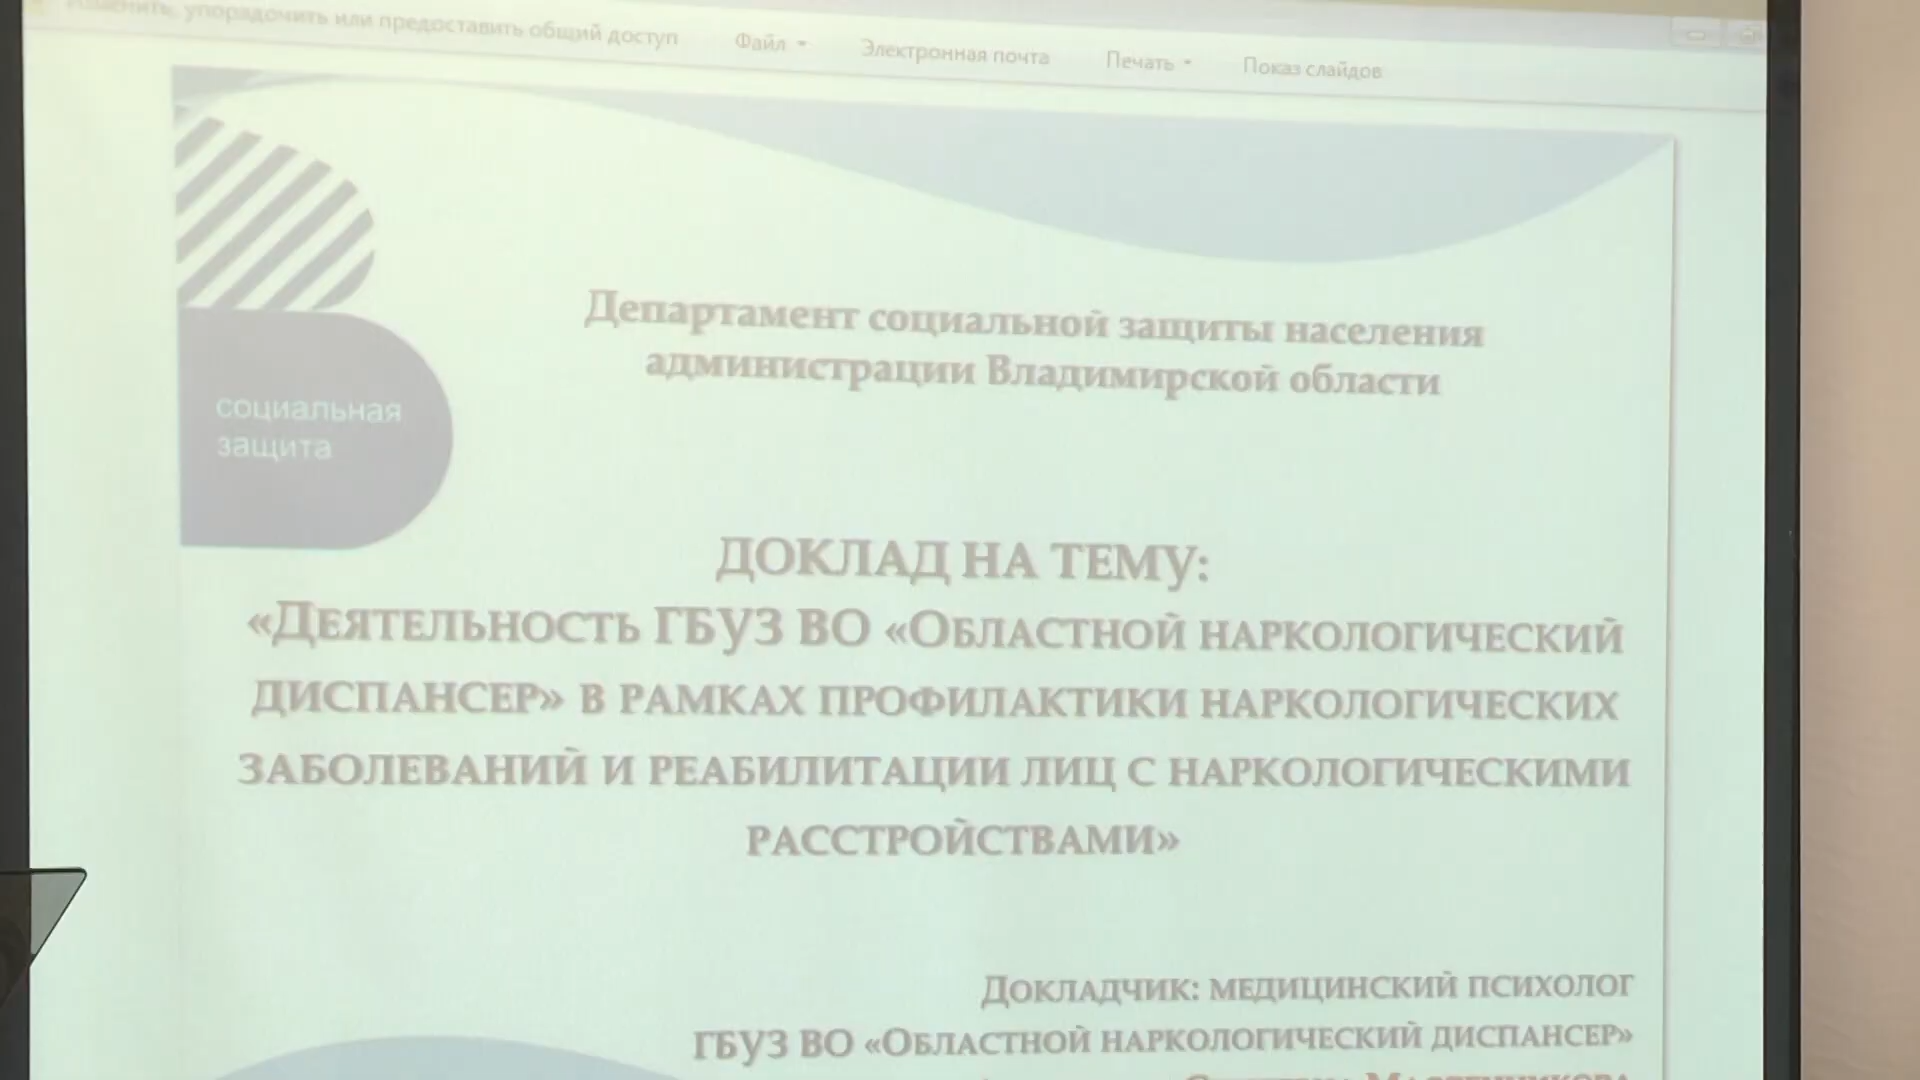 Изменить, упорядочить или предоставить общий доступ Файл Электронная почта Печать Показ слайдов
Департамент социальной защиты населения
администрации Владимирской области
социальная
защита
ДОКЛАД НА ТЕМУ:
«ДЕЯТЕЛЬНОСТЬ ГБУЗ ВО «ОБЛАСТНОЙ НАРКОЛОГИЧЕСКИЙ
ДИСПАНСЕР» В РАМКАХ ПРОФИЛАКТИКИ НАРКОЛОГИЧЕСКИХ
ЗАБОЛЕВАНИЙ И РЕАБИЛИТАЦИИ ЛИЦ С НАРКОЛОГИЧЕСКИМИ
РАССТРОЙСТВАМИ»
ДОКЛАДЧИК: МЕДИЦИНСКИЙ ПСИХОЛОГ
ГБУЗ ВО «ОБЛАСТНОЙ НАРКОЛОГИЧЕСКИЙ ДИСПАНСЕР»